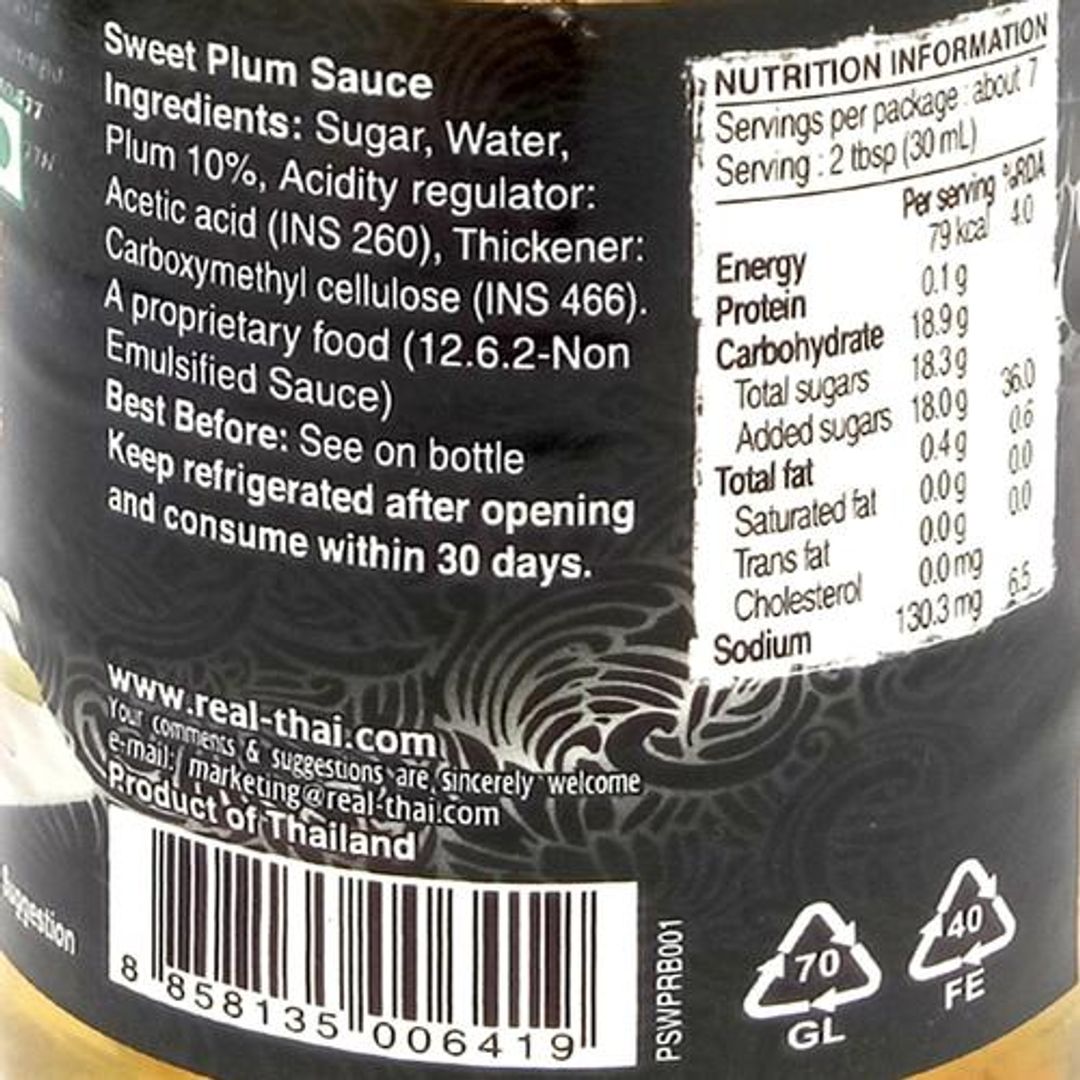 Sweet Plum Sauce
Ingredients: Sugar, Water,
Plum 10%, Acidity regulator:
Acetic acid (INS 260), Thickener:
Carboxymethyl cellulose (INS 466).
A proprietary food (12.6.2-Non
Emulsified Sauce)
Best Before: See on bottle
Keep refrigerated after opening
and consume within 30 days.
www.real-thai.com
Your comments & suggestions are sincerely welcome
e-mail: marketing@real-thai.com
Product of Thailand
8 858135 006419
PSWPRB001
NUTRITION INFORMATION
Servings per package : about 7
Serving : 2 tbsp (30 mL)
Per serving %RDA
Energy 79 kcal 4.0
Protein 0.1 g
Carbohydrate 18.9 g
Total sugars 18.3 g
Added sugars 18.0 g 36.0
Total fat 0.4 g 0.6
Saturated fat 0.0 g 0.0
Trans fat 0.0 g 0.0
Cholesterol 0.0 mg
Sodium 130.3 mg 6.5
70
GL
40
FE
Suggestion